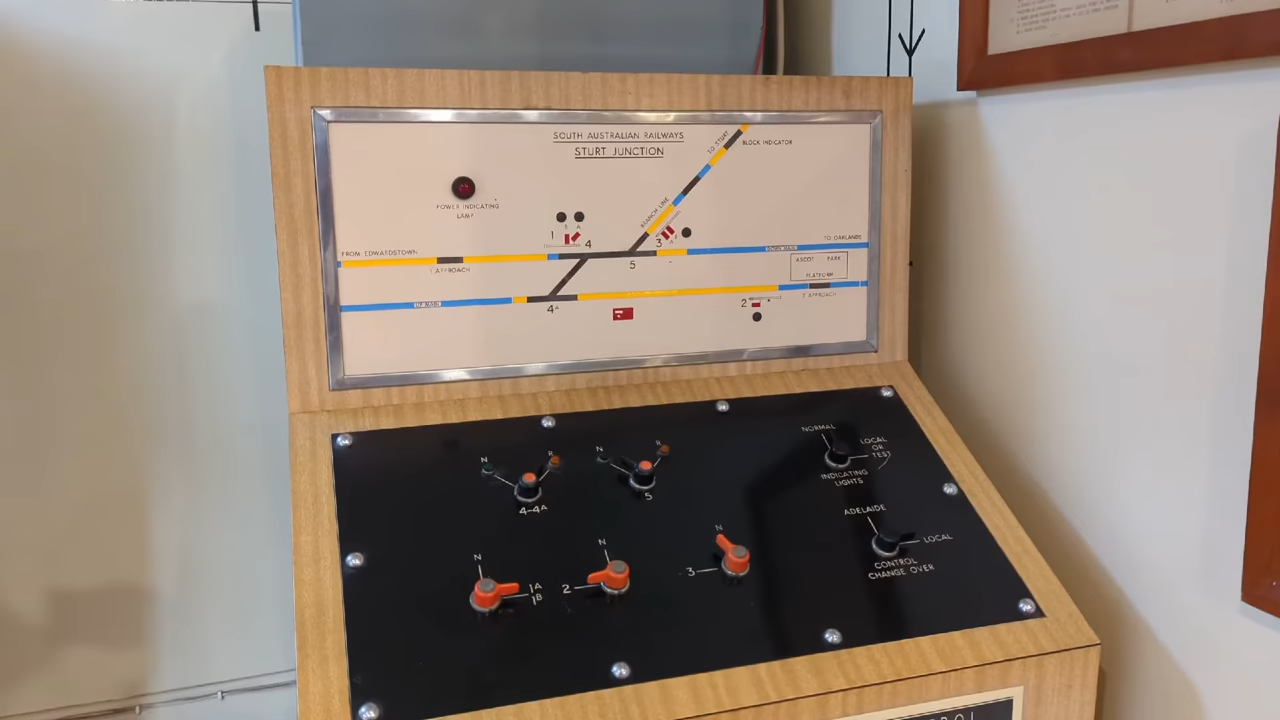 SOUTH AUSTRALIAN RAILWAYS
STURT JUNCTION
TO STURT
BLOCK INDICATOR
POWER INDICATING
LAMP
BRANCH LINE
B A
1
4
3
A
5
FROM EDWARDSTOWN
1 APPROACH
DOWN MAIN
TO OAKLANDS
ASCOT PARK
PLATFORM
UP MAIN
4A
2
2 APPROACH
N R
4-4A
N R
5
NORMAL
LOCAL
OR
TEST
INDICATING
LIGHTS
ADELAIDE
LOCAL
CONTROL
CHANGE OVER
N
1A
1B
N
2
N
3